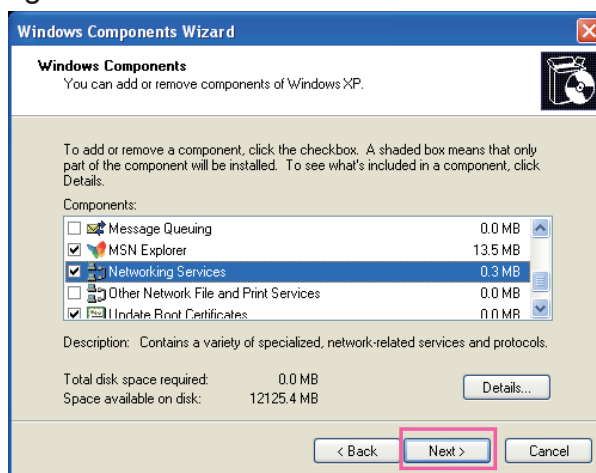 Windows Components Wizard
Windows Components
You can add or remove components of Windows XP.
To add or remove a component, click the checkbox. A shaded box means that only
part of the component will be installed. To see what's included in a component, click
Details.
Components:
Message Queuing 0.0 MB
MSN Explorer 13.5 MB
Networking Services 0.3 MB
Other Network File and Print Services 0.0 MB
Update Root Certificates 0.0 MB
Description: Contains a variety of specialized, network-related services and protocols.
Total disk space required: 0.0 MB
Space available on disk: 12125.4 MB
Details...
< Back Next > Cancel